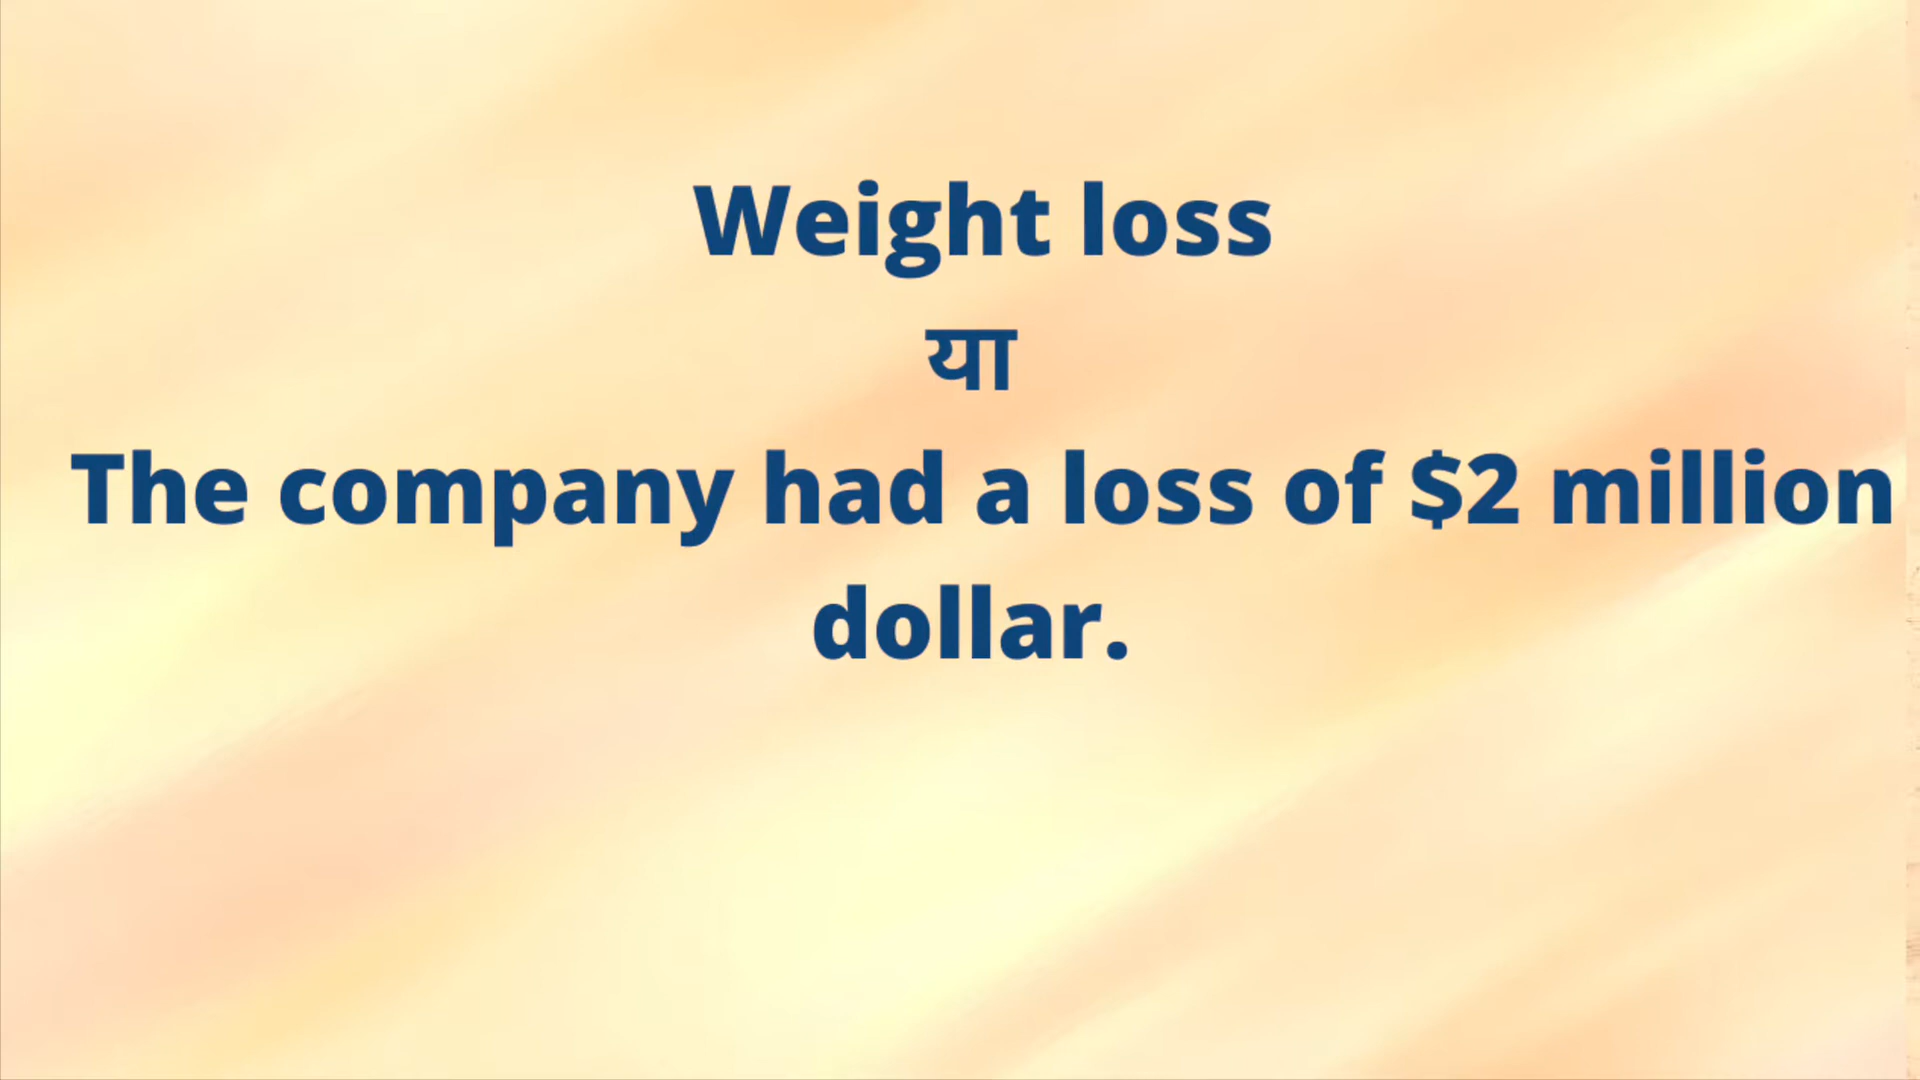 Weight loss
या
The company had a loss of $2 million
dollar.